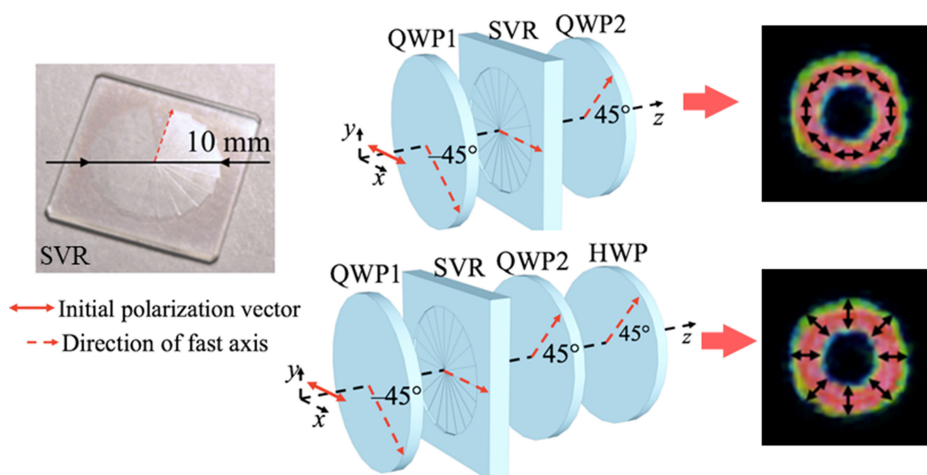 SVR
10 mm
Initial polarization vector
Direction of fast axis
QWP1 SVR QWP2
y
x
–45°
45°
z
QWP1 SVR QWP2 HWP
y
x
–45°
45°
45°
z